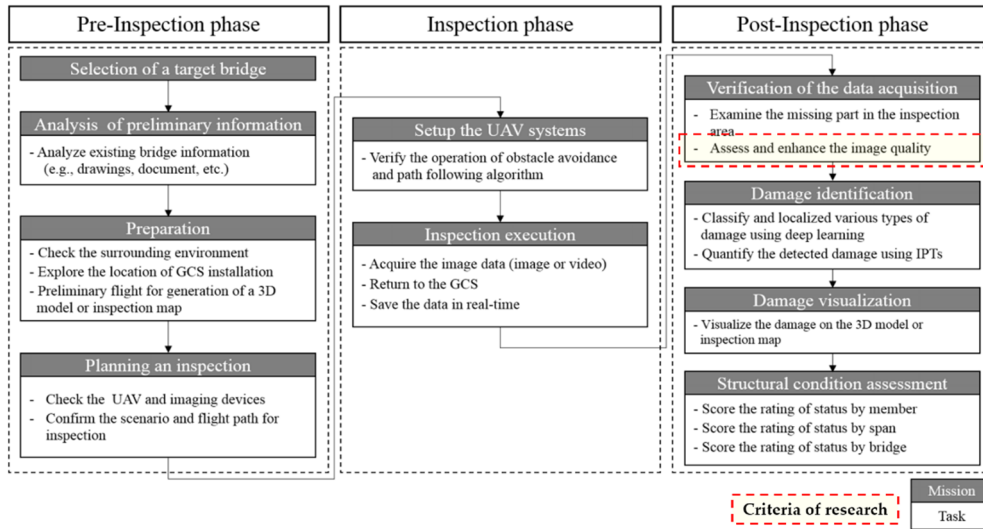 Pre-Inspection phase
Selection of a target bridge
Analysis of preliminary information
- Analyze existing bridge information
(e.g., drawings, document, etc.)
Preparation
- Check the surrounding environment
- Explore the location of GCS installation
- Preliminary flight for generation of a 3D
model or inspection map
Planning an inspection
- Check the UAV and imaging devices
- Confirm the scenario and flight path for
inspection
Inspection phase
Setup the UAV systems
- Verify the operation of obstacle avoidance
and path following algorithm
Inspection execution
- Acquire the image data (image or video)
- Return to the GCS
- Save the data in real-time
Post-Inspection phase
Verification of the data acquisition
- Examine the missing part in the inspection
area
- Assess and enhance the image quality
Damage identification
- Classify and localized various types of
damage using deep learning
- Quantify the detected damage using IPTs
Damage visualization
- Visualize the damage on the 3D model or
inspection map
Structural condition assessment
- Score the rating of status by member
- Score the rating of status by span
- Score the rating of status by bridge
Criteria of research
Mission
Task